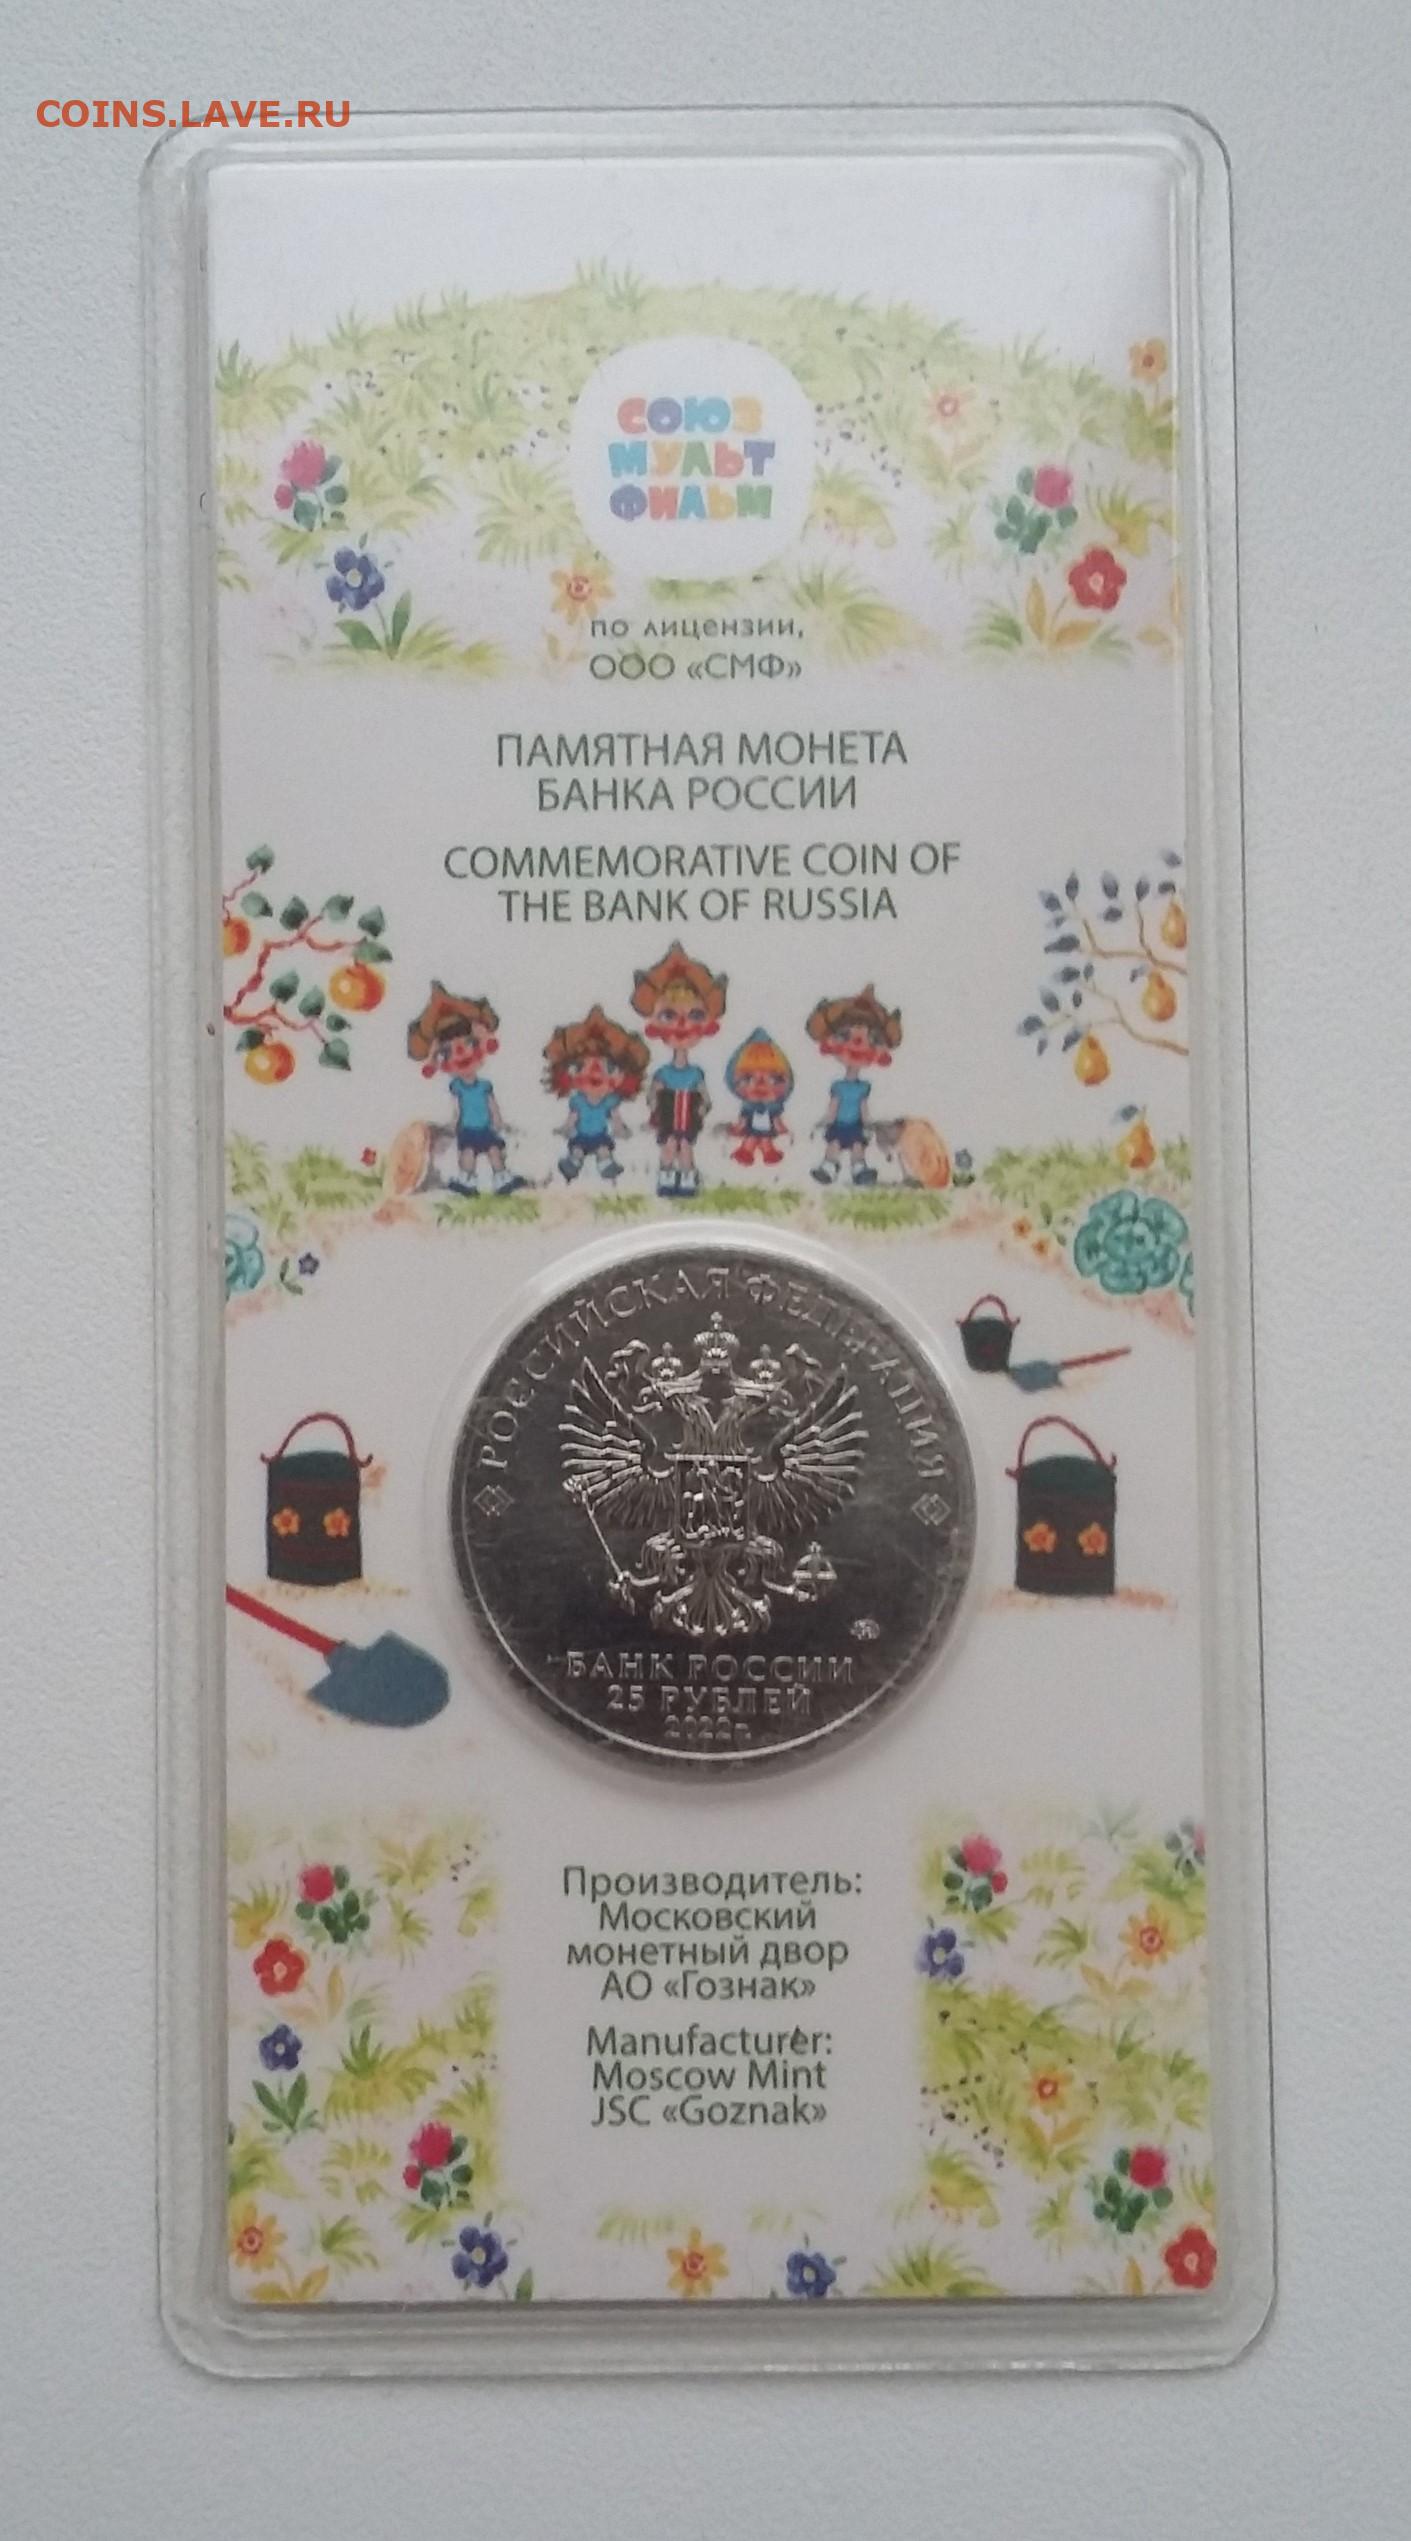 COINS.LAVE.RU
СОЮЗ
МУЛЬТ
ФИЛЬМ
по лицензии,
ООО «СМФ»
ПАМЯТНАЯ МОНЕТА
БАНКА РОССИИ
COMMEMORATIVE COIN OF
THE BANK OF RUSSIA
РОССИЙСКАЯ ФЕДЕРАЦИЯ
БАНК РОССИИ
25 РУБЛЕЙ
2022 г.
Производитель:
Московский
монетный двор
АО «Гознак»
Manufacturer:
Moscow Mint
JSC «Goznak»